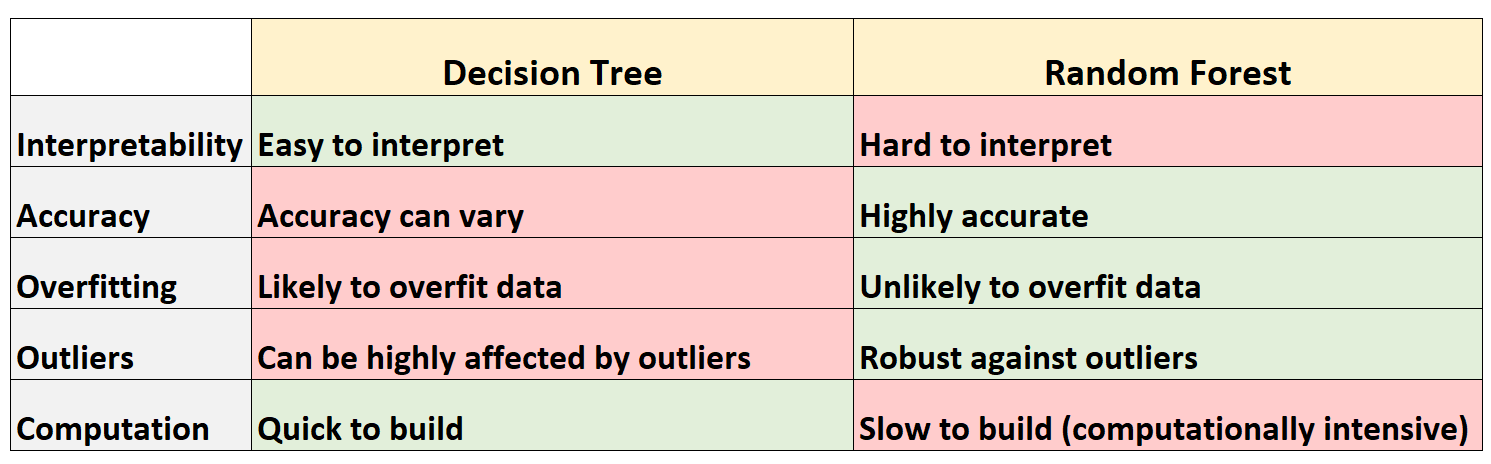 Decision Tree Random Forest
Interpretability Easy to interpret Hard to interpret
Accuracy Accuracy can vary Highly accurate
Overfitting Likely to overfit data Unlikely to overfit data
Outliers Can be highly affected by outliers Robust against outliers
Computation Quick to build Slow to build (computationally intensive)